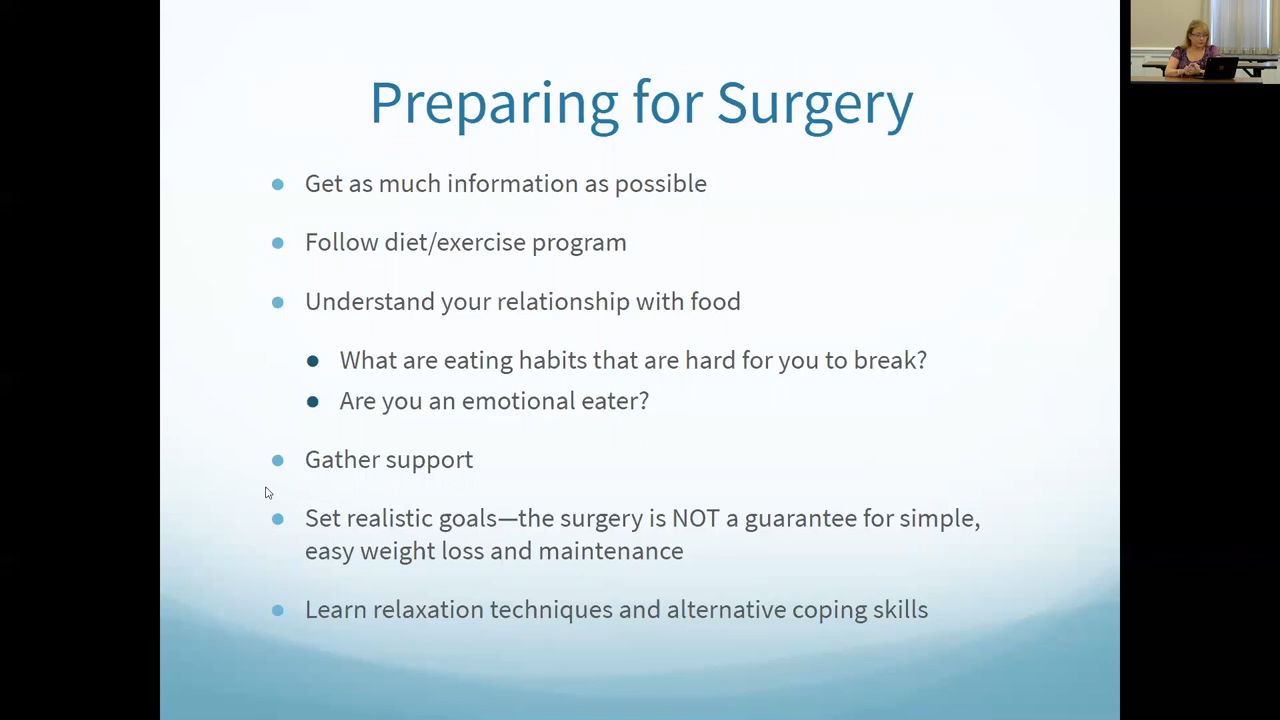 Preparing for Surgery
Get as much information as possible
Follow diet/exercise program
Understand your relationship with food
What are eating habits that are hard for you to break?
Are you an emotional eater?
Gather support
Set realistic goals—the surgery is NOT a guarantee for simple,
easy weight loss and maintenance
Learn relaxation techniques and alternative coping skills